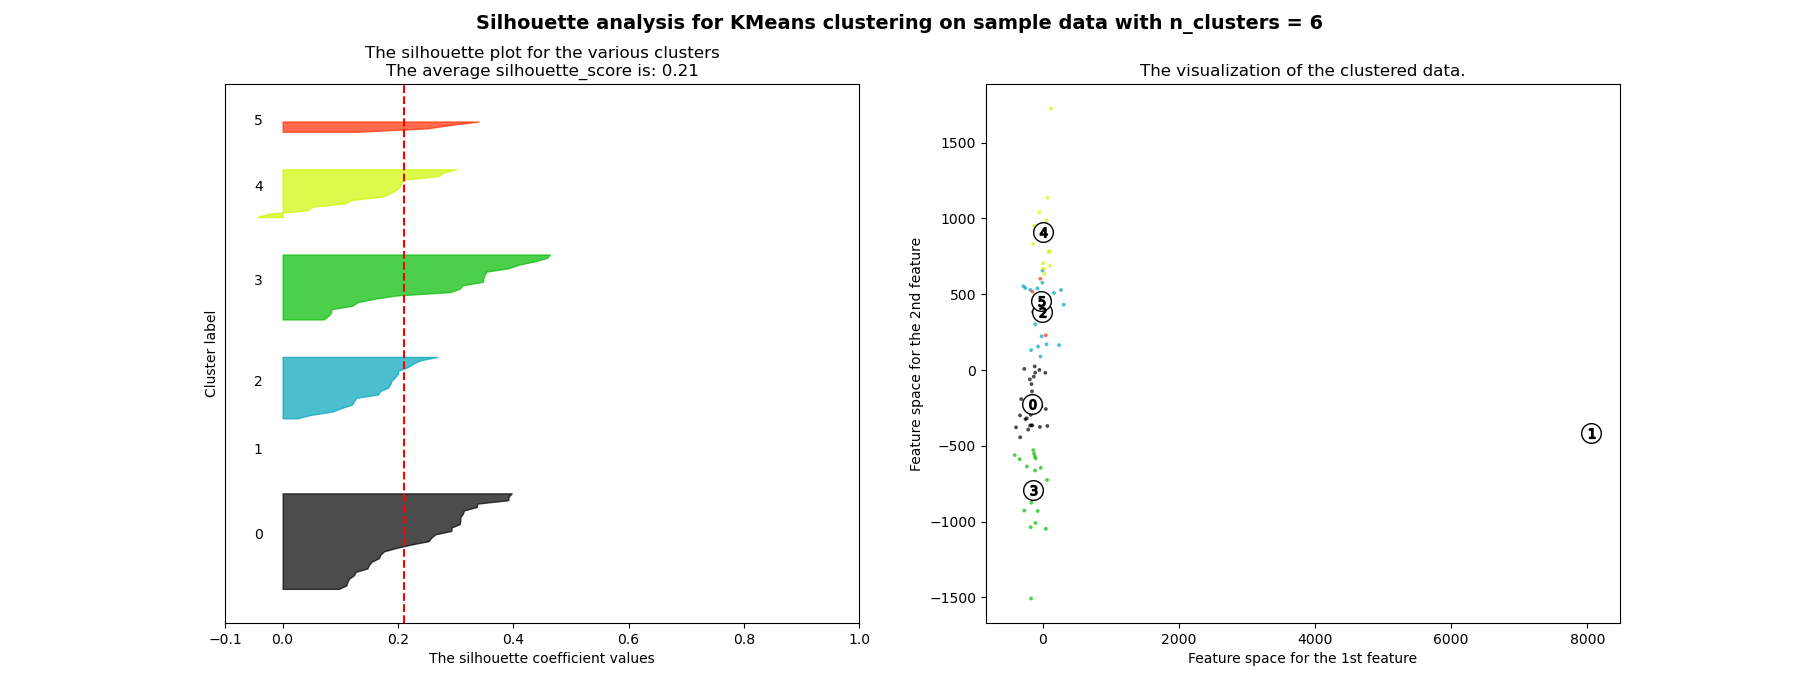 Silhouette analysis for KMeans clustering on sample data with n_clusters = 6
The silhouette plot for the various clusters
The average silhouette_score is: 0.21
5
4
3
2
1
0
Cluster label
−0.1 0.0 0.2 0.4 0.6 0.8 1.0
The silhouette coefficient values
The visualization of the clustered data.
1500
1000
500
0
−500
−1000
−1500
Feature space for the 2nd feature
4
5
2
0
1
3
0 2000 4000 6000 8000
Feature space for the 1st feature